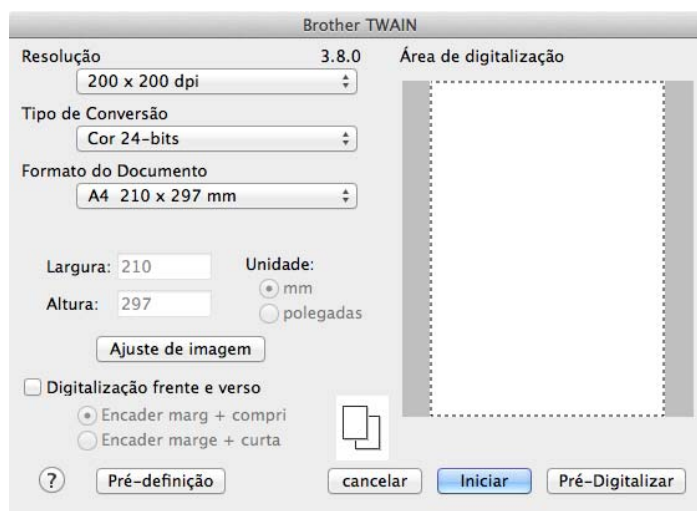 Brother TWAIN
Resolução 3.8.0
200 x 200 dpi
Tipo de Conversão
Cor 24-bits
Formato do Documento
A4 210 x 297 mm
Largura: 210
Altura: 297
Unidade:
mm
polegadas
Ajuste de imagem
Digitalização frente e verso
Encader marg + compri
Encader marge + curta
Área de digitalização
? Pré-definição cancelar Iniciar Pré-Digitalizar